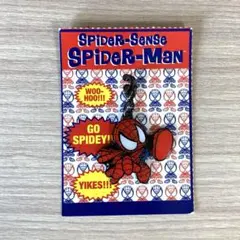 SPIDER-SENSE
SPIDER-MAN
WOO-
HOO!!!
GO
SPIDEY!
YIKES!!!